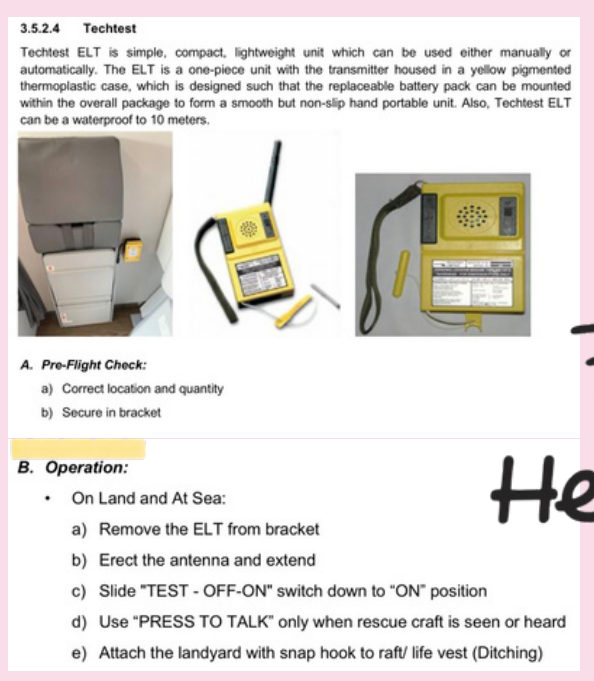 3.5.2.4 Techtest
Techtest ELT is simple, compact, lightweight unit which can be used either manually or
automatically. The ELT is a one-piece unit with the transmitter housed in a yellow pigmented
thermoplastic case, which is designed such that the replaceable battery pack can be mounted
within the overall package to form a smooth but non-slip hand portable unit. Also, Techtest ELT
can be a waterproof to 10 meters.
A. Pre-Flight Check:
a) Correct location and quantity
b) Secure in bracket
B. Operation:
• On Land and At Sea:
a) Remove the ELT from bracket
b) Erect the antenna and extend
c) Slide "TEST - OFF-ON" switch down to “ON” position
d) Use “PRESS TO TALK” only when rescue craft is seen or heard
e) Attach the landyard with snap hook to raft/ life vest (Ditching)
He